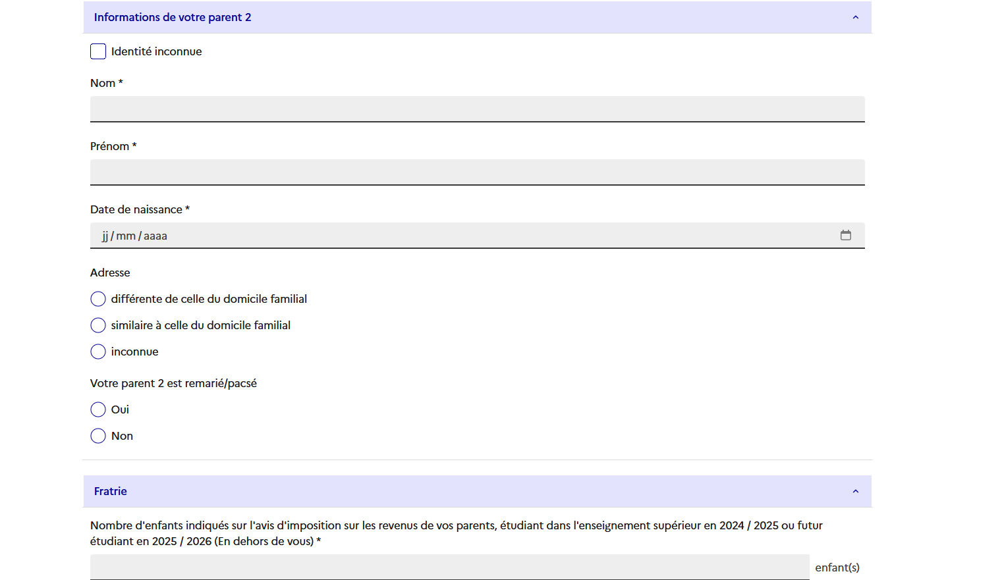 Informations de votre parent 2
Identité inconnue
Nom *
Prénom *
Date de naissance *
jj / mm / aaaa
Adresse
différente de celle du domicile familial
similaire à celle du domicile familial
inconnue
Votre parent 2 est remarié/pacsé
Oui
Non
Fratrie
Nombre d'enfants indiqués sur l'avis d'imposition sur les revenus de vos parents, étudiant dans l'enseignement supérieur en 2024 / 2025 ou futur
étudiant en 2025 / 2026 (En dehors de vous) *
enfant(s)